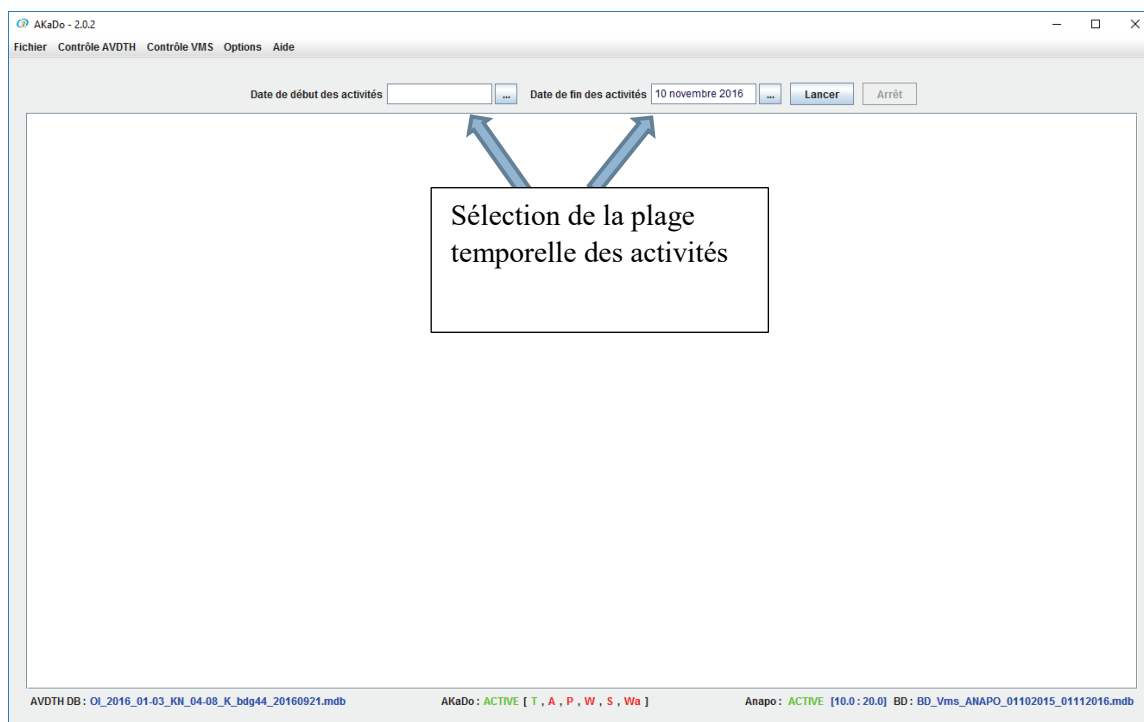 AKaDo - 2.0.2
Fichier Contrôle AVDTH Contrôle VMS Options Aide
Date de début des activités ... Date de fin des activités 10 novembre 2016 ... Lancer Arrêt
Sélection de la plage
temporelle des activités
AVDTH DB : OI_2016_01-03_KN_04-08_K_bdg44_20160921.mdb AKaDo : ACTIVE [ T , A , P , W , S , Wa ] Anapo : ACTIVE [10.0 : 20.0] BD : BD_Vms_ANAPO_01102015_01112016.mdb